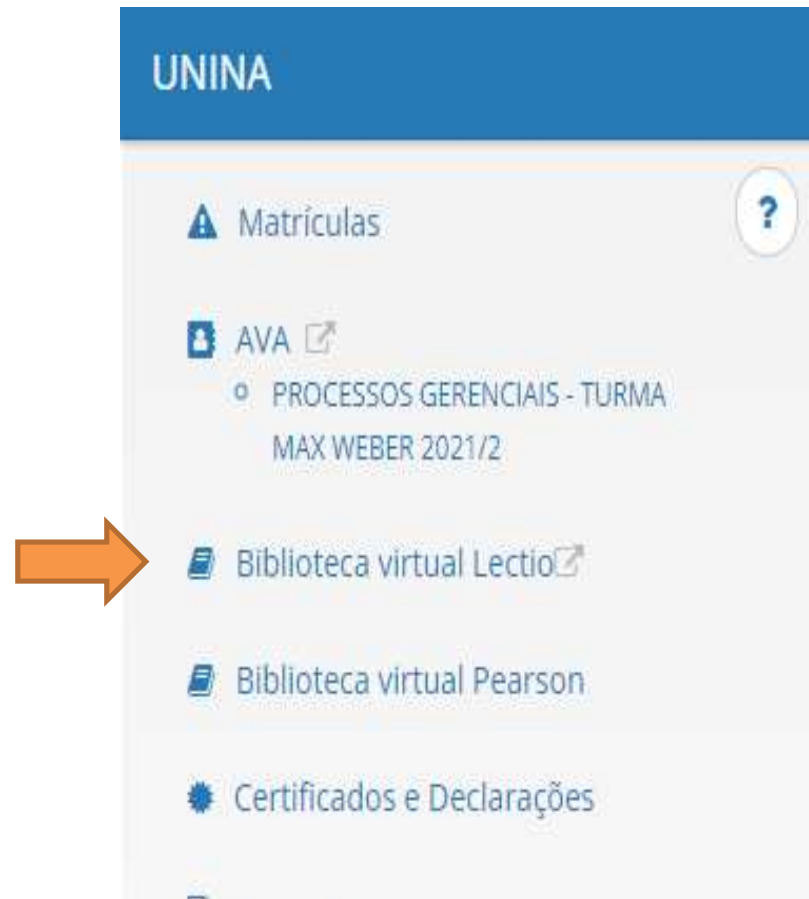 UNINA
Matrículas
?
AVA
PROCESSOS GERENCIAIS - TURMA
MAX WEBER 2021/2
Biblioteca virtual Lectio
Biblioteca virtual Pearson
Certificados e Declarações